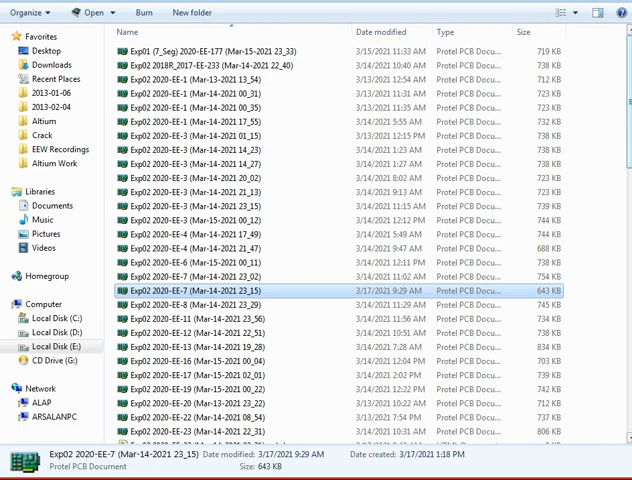 Organize Open Burn New folder
Name Date modified Type Size
Favorites
Desktop
Downloads
Recent Places
2013-01-06
2013-02-04
Altium
Crack
EEW Recordings
Altium Work
Libraries
Documents
Music
Pictures
Videos
Homegroup
Computer
Local Disk (C:)
Local Disk (D:)
Local Disk (E:)
CD Drive (G:)
Network
ALAP
ARSALANPC
Exp01 (7_Seg) 2020-EE-177 (Mar-15-2021 23_33) 3/15/2021 11:33 AM Protel PCB Docu... 719 KB
Exp02 2018R_2017-EE-233 (Mar-14-2021 22_40) 3/14/2021 10:40 AM Protel PCB Docu... 738 KB
Exp02 2020-EE-1 (Mar-13-2021 13_54) 3/13/2021 12:54 AM Protel PCB Docu... 712 KB
Exp02 2020-EE-1 (Mar-14-2021 00_31) 3/13/2021 11:31 AM Protel PCB Docu... 723 KB
Exp02 2020-EE-1 (Mar-14-2021 00_35) 3/13/2021 11:35 AM Protel PCB Docu... 723 KB
Exp02 2020-EE-1 (Mar-14-2021 17_55) 3/14/2021 5:55 AM Protel PCB Docu... 732 KB
Exp02 2020-EE-3 (Mar-14-2021 01_15) 3/13/2021 12:15 PM Protel PCB Docu... 738 KB
Exp02 2020-EE-3 (Mar-14-2021 14_23) 3/14/2021 1:23 AM Protel PCB Docu... 738 KB
Exp02 2020-EE-3 (Mar-14-2021 14_27) 3/14/2021 1:27 AM Protel PCB Docu... 738 KB
Exp02 2020-EE-3 (Mar-14-2021 20_02) 3/14/2021 8:02 AM Protel PCB Docu... 723 KB
Exp02 2020-EE-3 (Mar-14-2021 21_13) 3/14/2021 9:13 AM Protel PCB Docu... 723 KB
Exp02 2020-EE-3 (Mar-14-2021 23_15) 3/14/2021 11:15 AM Protel PCB Docu... 739 KB
Exp02 2020-EE-3 (Mar-15-2021 00_12) 3/14/2021 12:12 PM Protel PCB Docu... 744 KB
Exp02 2020-EE-4 (Mar-14-2021 17_49) 3/14/2021 5:49 AM Protel PCB Docu... 744 KB
Exp02 2020-EE-4 (Mar-14-2021 21_47) 3/14/2021 9:47 AM Protel PCB Docu... 688 KB
Exp02 2020-EE-6 (Mar-15-2021 00_11) 3/14/2021 12:11 PM Protel PCB Docu... 738 KB
Exp02 2020-EE-7 (Mar-14-2021 23_02) 3/14/2021 11:02 AM Protel PCB Docu... 754 KB
Exp02 2020-EE-7 (Mar-14-2021 23_15) 3/17/2021 9:29 AM Protel PCB Docu... 643 KB
Exp02 2020-EE-8 (Mar-14-2021 23_29) 3/14/2021 11:29 AM Protel PCB Docu... 745 KB
Exp02 2020-EE-11 (Mar-14-2021 23_56) 3/14/2021 11:56 AM Protel PCB Docu... 734 KB
Exp02 2020-EE-12 (Mar-14-2021 22_51) 3/14/2021 10:51 AM Protel PCB Docu... 738 KB
Exp02 2020-EE-13 (Mar-14-2021 19_28) 3/14/2021 7:28 AM Protel PCB Docu... 834 KB
Exp02 2020-EE-16 (Mar-15-2021 00_04) 3/14/2021 12:04 PM Protel PCB Docu... 703 KB
Exp02 2020-EE-17 (Mar-15-2021 02_01) 3/14/2021 2:02 PM Protel PCB Docu... 739 KB
Exp02 2020-EE-19 (Mar-15-2021 00_22) 3/14/2021 12:22 PM Protel PCB Docu... 742 KB
Exp02 2020-EE-20 (Mar-13-2021 23_22) 3/13/2021 10:22 AM Protel PCB Docu... 712 KB
Exp02 2020-EE-22 (Mar-14-2021 08_54) 3/13/2021 7:54 PM Protel PCB Docu... 737 KB
Exp02 2020-EE-23 (Mar-14-2021 22_31) 3/14/2021 10:31 AM Protel PCB Docu... 806 KB
Exp02 2020-EE-7 (Mar-14-2021 23_15) Date modified: 3/17/2021 9:29 AM Date created: 3/17/2021 1:18 PM
Protel PCB Document Size: 643 KB